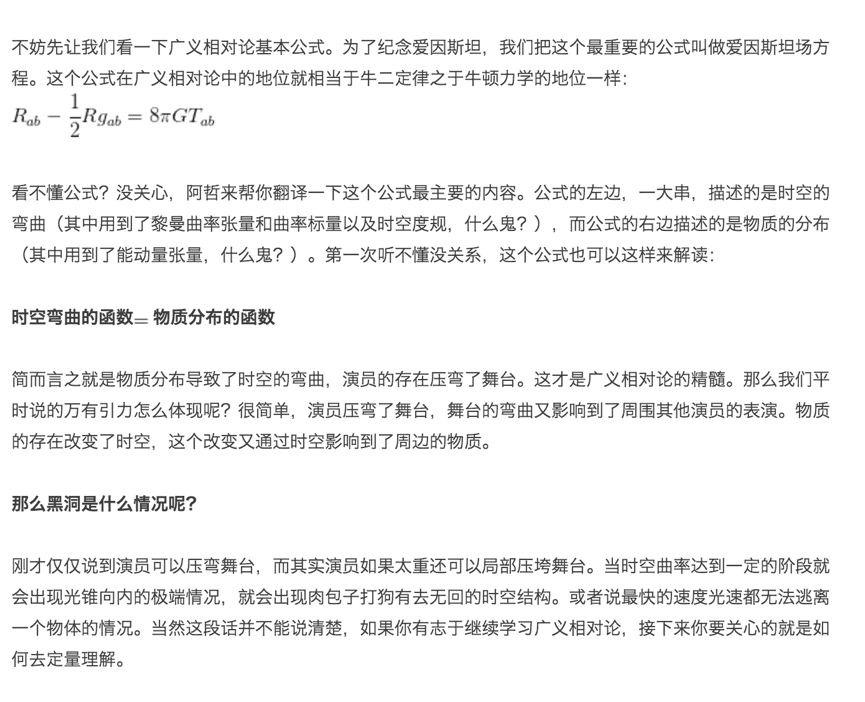 不妨先让我们看一下广义相对论基本公式。为了纪念爱因斯坦，我们把这个最重要的公式叫做爱因斯坦场方
程。这个公式在广义相对论中的地位就相当于牛二定律之于牛顿力学的地位一样：
R_{ab} − \frac{1}{2}Rg_{ab} = 8πGT_{ab}
看不懂公式？没关心，阿哲来帮你翻译一下这个公式最主要的内容。公式的左边，一大串，描述的是时空的
弯曲（其中用到了黎曼曲率张量和曲率标量以及时空度规，什么鬼？），而公式的右边描述的是物质的分布
（其中用到了能动量张量，什么鬼？）。第一次听不懂没关系，这个公式也可以这样来解读：
时空弯曲的函数= 物质分布的函数
简而言之就是物质分布导致了时空的弯曲，演员的存在压弯了舞台。这才是广义相对论的精髓。那么我们平
时说的万有引力怎么体现呢？很简单，演员压弯了舞台，舞台的弯曲又影响到了周围其他演员的表演。物质
的存在改变了时空，这个改变又通过时空影响到了周边的物质。
那么黑洞是什么情况呢？
刚才仅仅说到演员可以压弯舞台，而其实演员如果太重还可以局部压垮舞台。当时空曲率达到一定的阶段就
会出现光锥向内的极端情况，就会出现肉包子打狗有去无回的时空结构。或者说最快的速度光速都无法逃离
一个物体的情况。当然这段话并不能说清楚，如果你有志于继续学习广义相对论，接下来你要关心的就是如
何去定量理解。